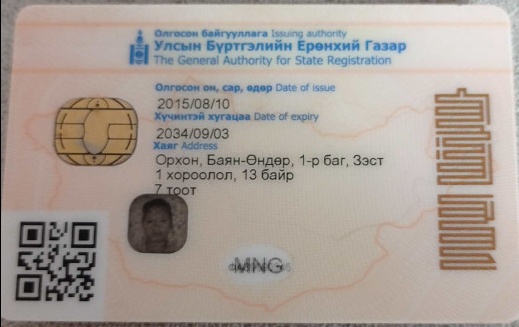 Олгосон байгууллага Issuing authority
Улсын Бүртгэлийн Ерөнхий Газар
The General Authority for State Registration
Олгосон он, сар, өдөр Date of issue
2015/08/10
Хүчинтэй хугацаа Date of expiry
2034/09/03
Хаяг Address
Орхон, Баян-Өндөр, 1-р баг, Зэст
1 хороолол, 13 байр
7 тоот
MNG